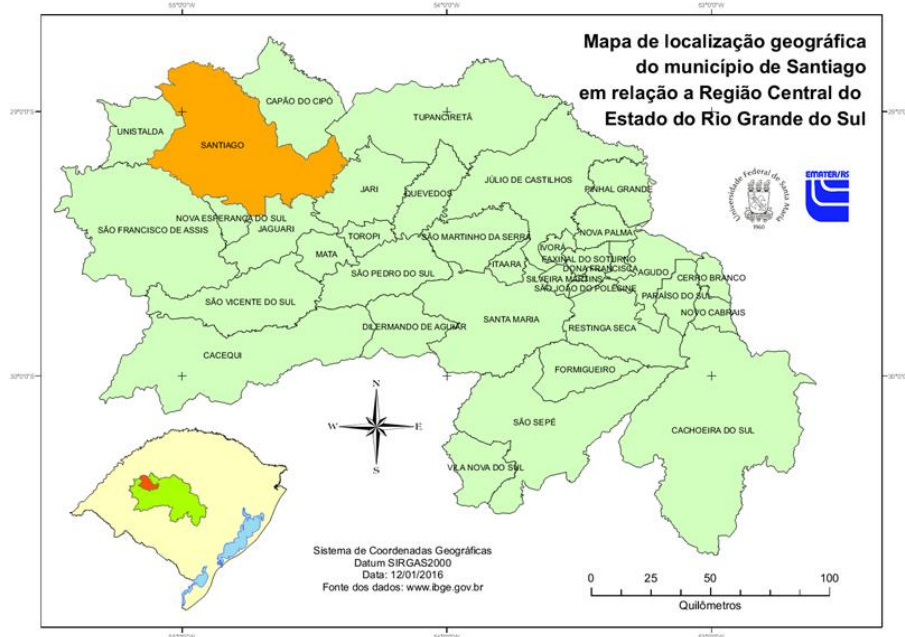 Mapa de localização geográfica
do município de Santiago
em relação a Região Central do
Estado do Rio Grande do Sul
CAPÃO DO CIPÓ
UNISTALDA
TUPANCIRETÃ
SANTIAGO
JARI
QUEVEDOS
JÚLIO DE CASTILHOS
PINHAL GRANDE
Universidade Federal de Santa Maria
1960
EMATER/RS
NOVA ESPERANÇA DO SUL
SÃO FRANCISCO DE ASSIS
JAGUARI
TOROPI
SÃO MARTINHO DA SERRA
NOVA PALMA
MATA
IVORÁ
FAXINAL DO SOTURNO
ITAARA
DONA FRANCISCA
AGUDO
SÃO PEDRO DO SUL
SILVEIRA MARTINS
CERRO BRANCO
SÃO JOÃO DO POLÊSINE
PARAÍSO DO SUL
SÃO VICENTE DO SUL
NOVO CABRAIS
DILERMANDO DE AGUIAR
SANTA MARIA
RESTINGA SECA
CACEQUI
FORMIGUEIRO
N
W
E
S
SÃO SEPÉ
CACHOEIRA DO SUL
VILA NOVA DO SUL
Sistema de Coordenadas Geográficas
Datum SIRGAS2000
Data: 12/01/2016
Fonte dos dados: www.ibge.gov.br
0 25 50 100
Quilômetros